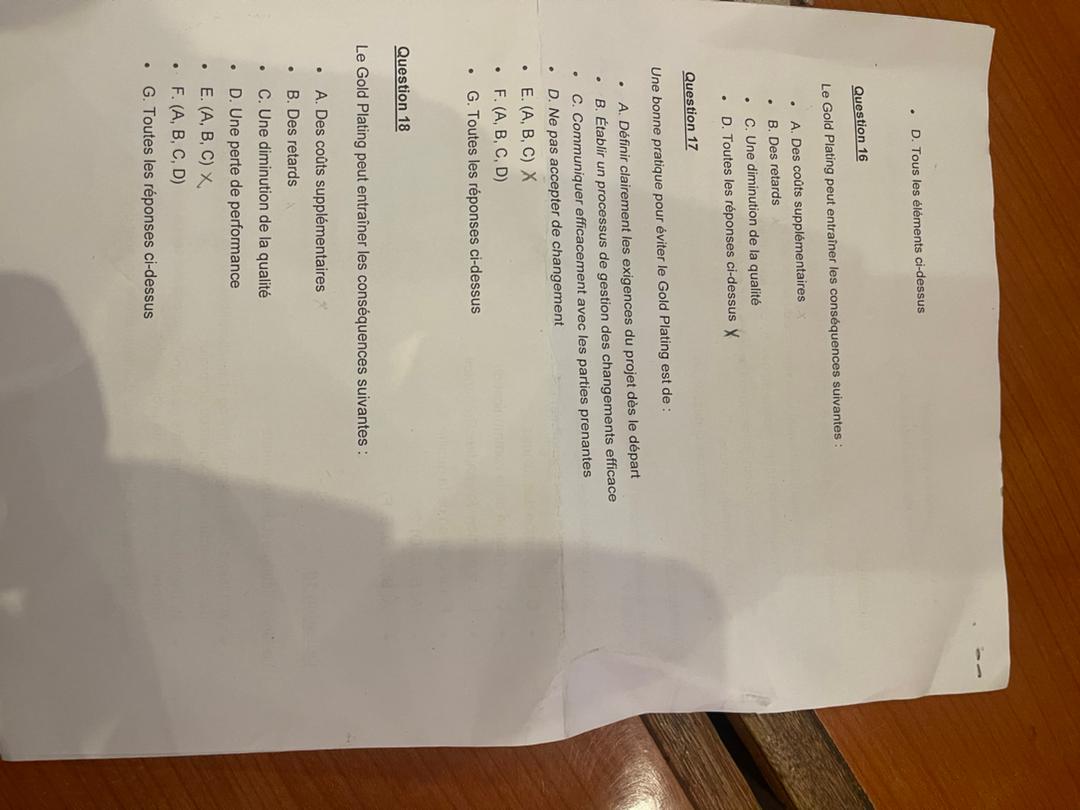 • D. Tous les éléments ci-dessus
Question 16
Le Gold Plating peut entraîner les conséquences suivantes :
• A. Des coûts supplémentaires
• B. Des retards
• C. Une diminution de la qualité
• D. Toutes les réponses ci-dessus X
Question 17
Une bonne pratique pour éviter le Gold Plating est de :
• A. Définir clairement les exigences du projet dès le départ
• B. Établir un processus de gestion des changements efficace
• C. Communiquer efficacement avec les parties prenantes
• D. Ne pas accepter de changement
• E. (A, B, C) X
• F. (A, B, C, D)
• G. Toutes les réponses ci-dessus
Question 18
Le Gold Plating peut entraîner les conséquences suivantes :
• A. Des coûts supplémentaires
• B. Des retards
• C. Une diminution de la qualité
• D. Une perte de performance
• E. (A, B, C) X
• F. (A, B, C, D)
• G. Toutes les réponses ci-dessus